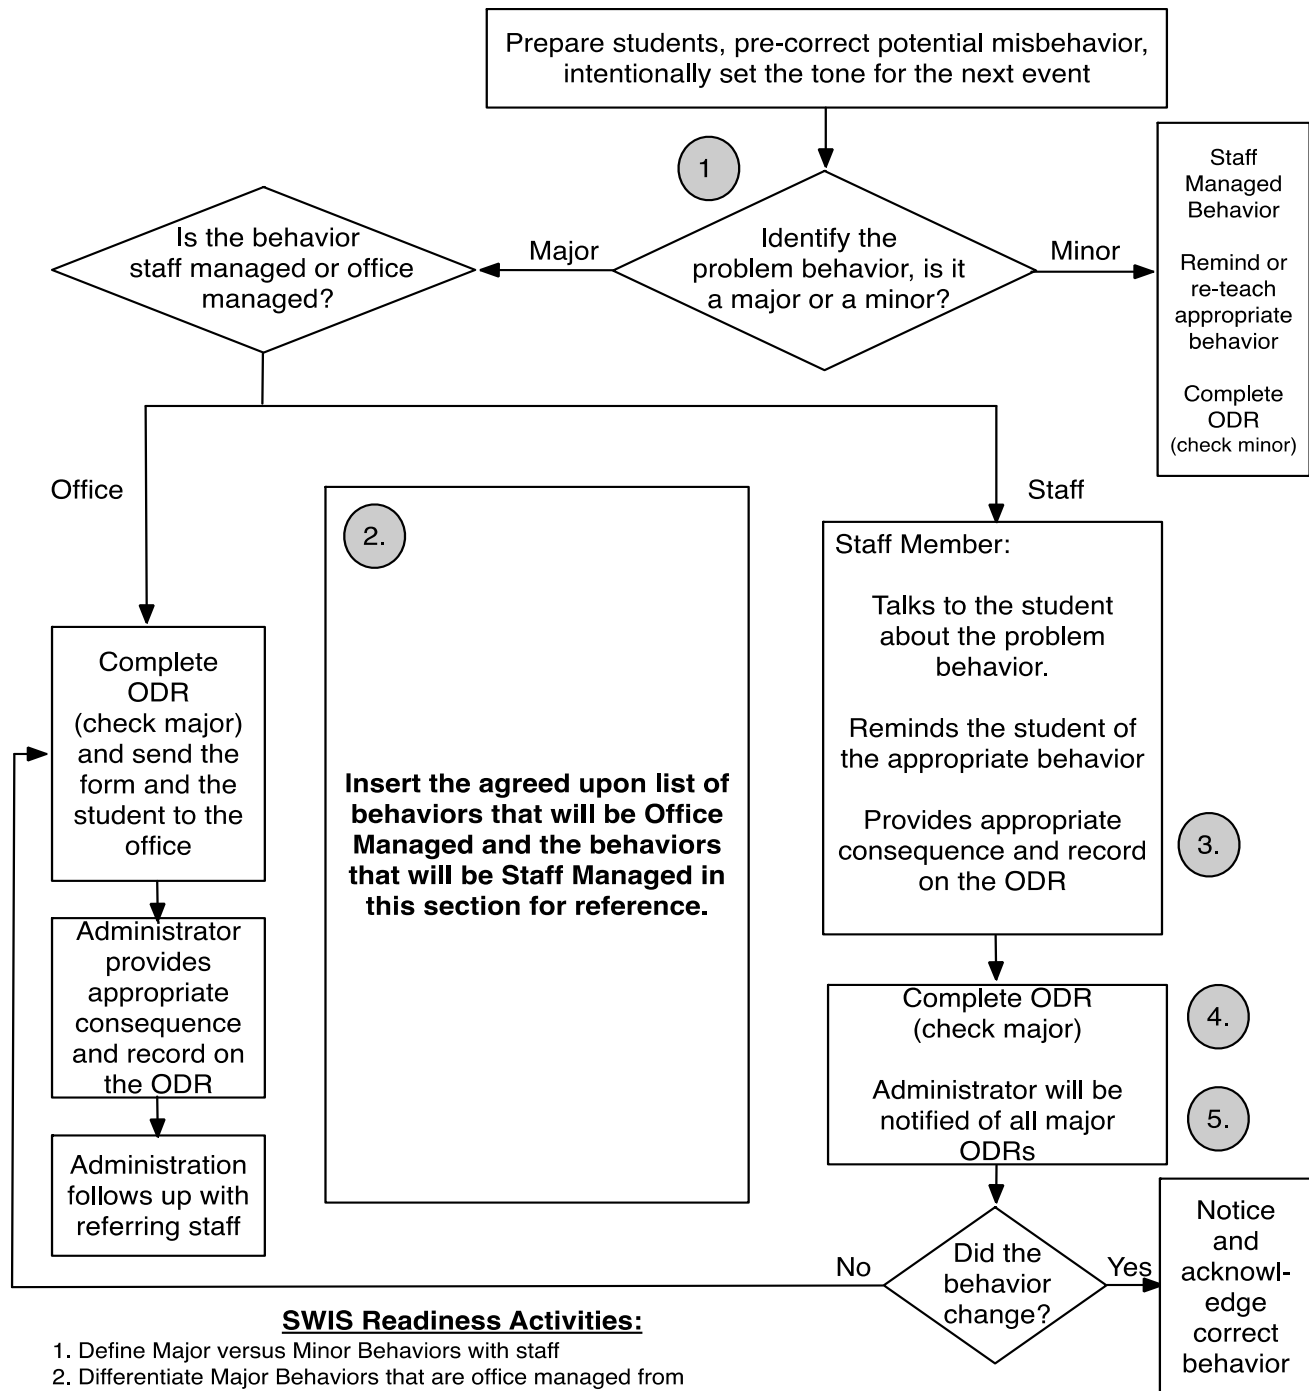 Prepare students, pre-correct potential misbehavior,
intentionally set the tone for the next event
1
Identify the
problem behavior, is it
a major or a minor?
Major
Minor
Is the behavior
staff managed or office
managed?
Staff
Managed
Behavior
Remind or
re-teach
appropriate
behavior
Complete
ODR
(check minor)
Office
Staff
Complete
ODR
(check major)
and send the
form and the
student to the
office
Administrator
provides
appropriate
consequence
and record on
the ODR
Administration
follows up with
referring staff
2.
Insert the agreed upon list of
behaviors that will be Office
Managed and the behaviors
that will be Staff Managed in
this section for reference.
Staff Member:
Talks to the student
about the problem
behavior.
Reminds the student of
the appropriate behavior
Provides appropriate
consequence and record
on the ODR
3.
Complete ODR
(check major)
Administrator will be
notified of all major
ODRs
4.
5.
Did the
behavior
change?
No
Yes
Notice
and
acknowl-
edge
correct
behavior
SWIS Readiness Activities:
1. Define Major versus Minor Behaviors with staff
2. Differentiate Major Behaviors that are office managed from